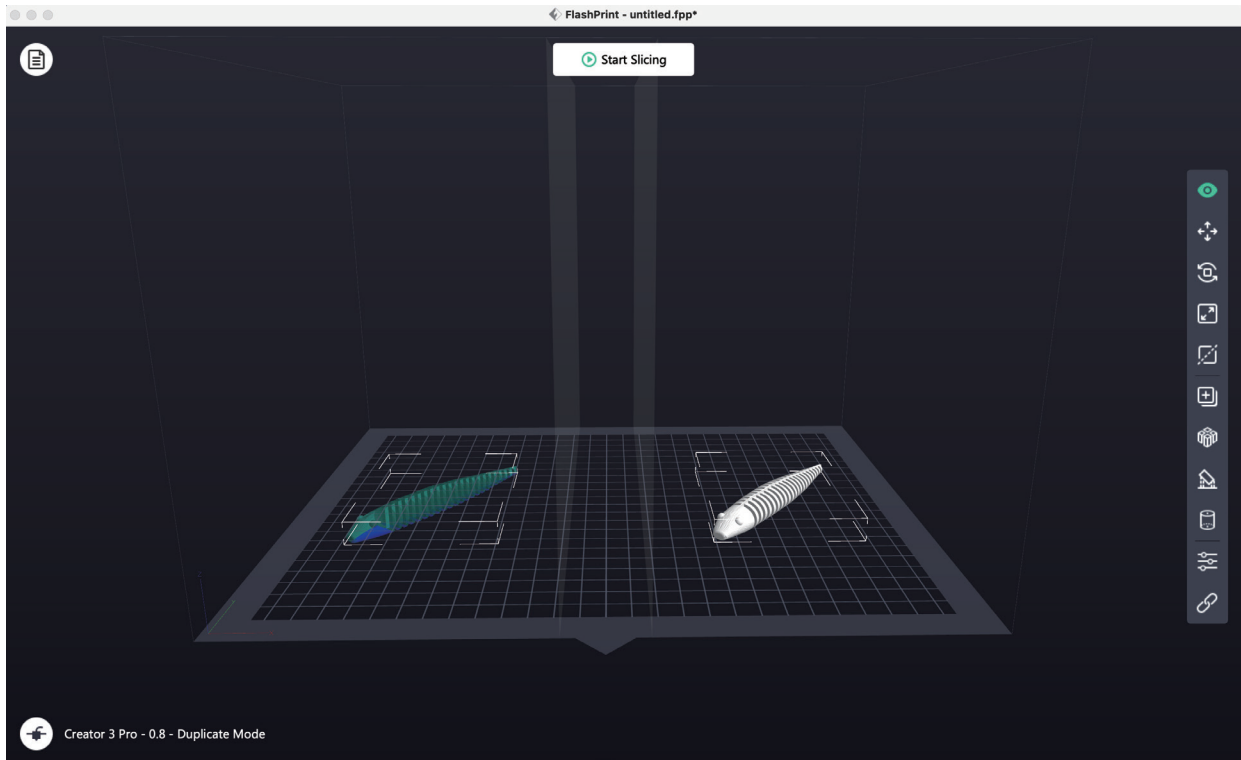 FlashPrint - untitled.fpp*
Start Slicing
Creator 3 Pro - 0.8 - Duplicate Mode